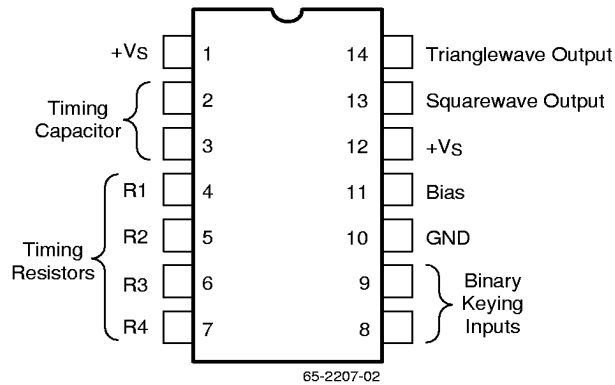 +VS 1 14 Trianglewave Output
Timing
Capacitor
2 13 Squarewave Output
3 12 +VS
R1 4 11 Bias
Timing
Resistors
R2 5 10 GND
R3 6 9
R4 7 8
Binary
Keying
Inputs
65-2207-02